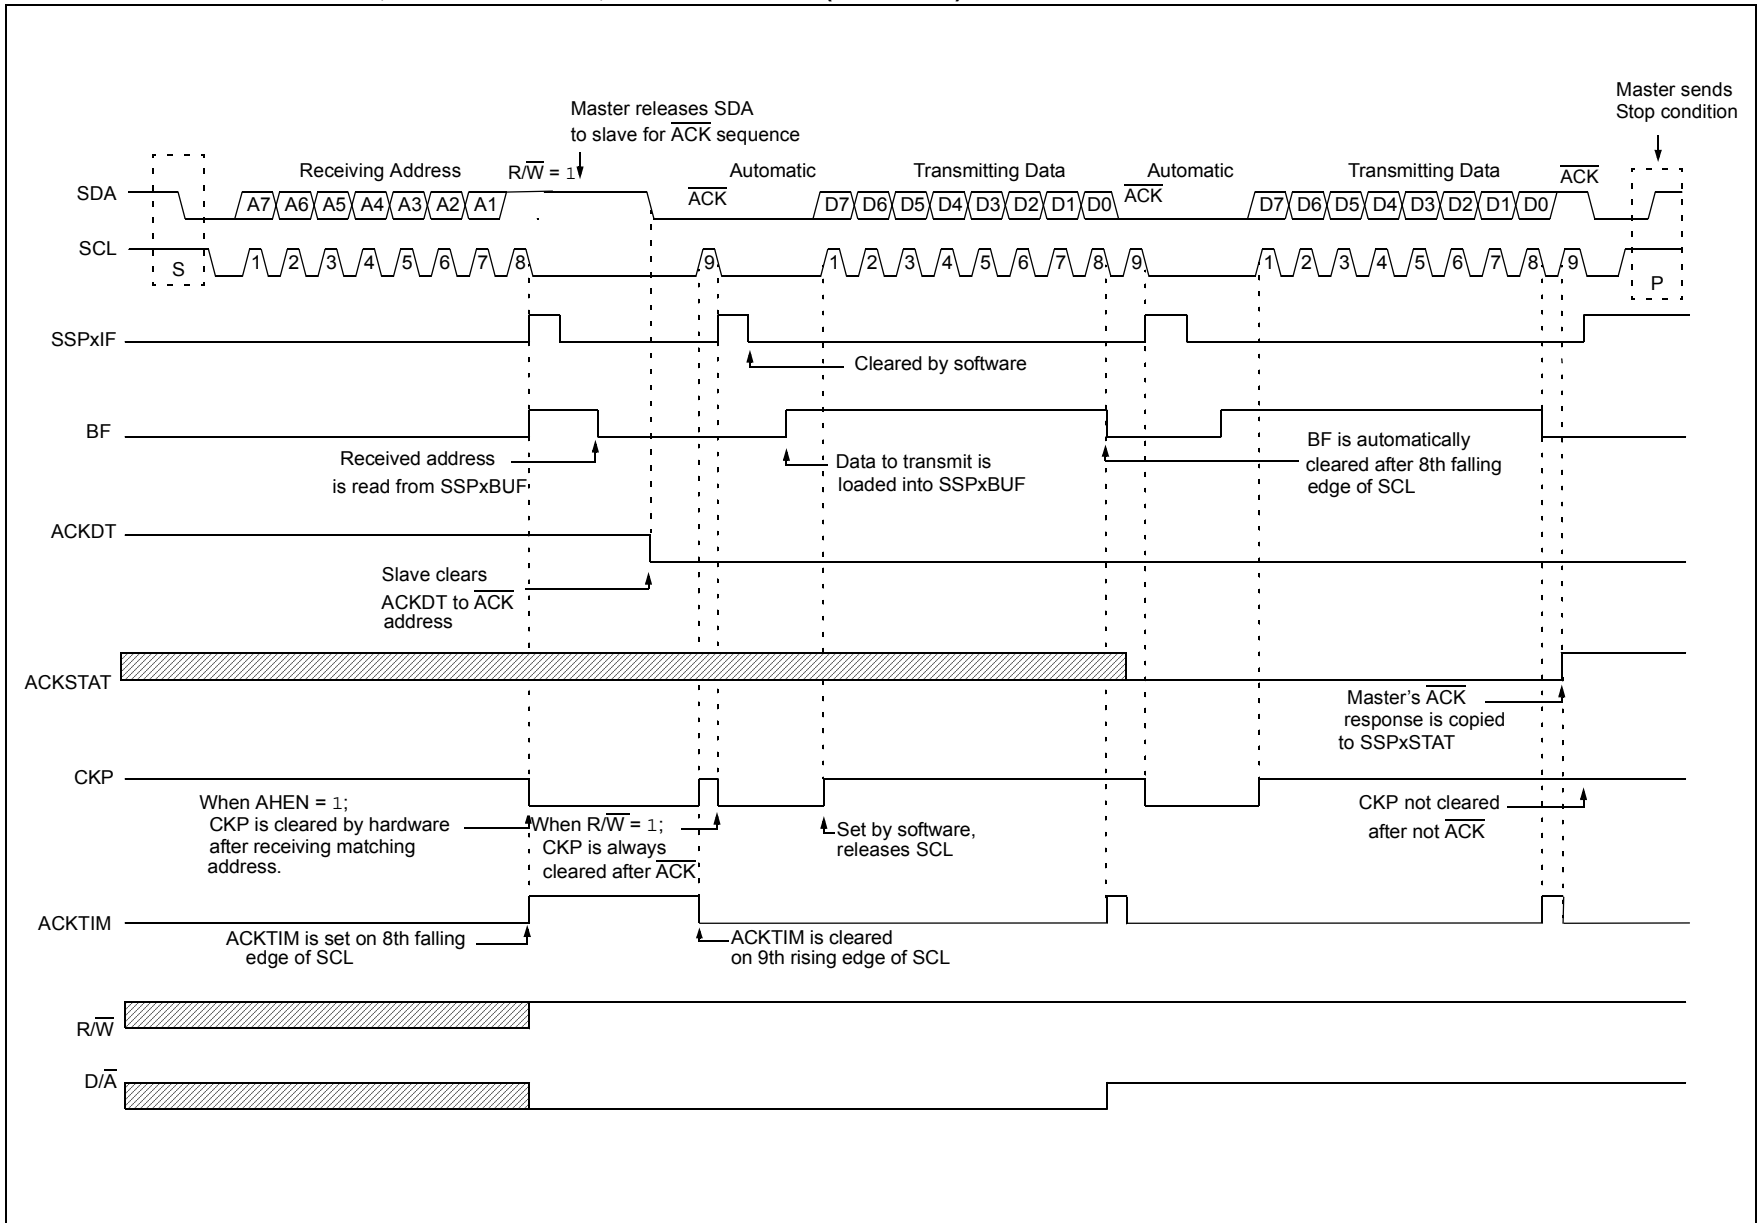 Master sends
Stop condition
Master releases SDA
to slave for A̅C̅K̅ sequence
Receiving Address R/W̅ = 1 Automatic Transmitting Data Automatic Transmitting Data A̅C̅K̅
SDA A7 A6 A5 A4 A3 A2 A1 A̅C̅K̅ D7 D6 D5 D4 D3 D2 D1 D0 A̅C̅K̅ D7 D6 D5 D4 D3 D2 D1 D0
SCL S 1 2 3 4 5 6 7 8 9 1 2 3 4 5 6 7 8 9 1 2 3 4 5 6 7 8 9 P
SSPxIF
Cleared by software
BF
Received address
is read from SSPxBUF
Data to transmit is
loaded into SSPxBUF
BF is automatically
cleared after 8th falling
edge of SCL
ACKDT
Slave clears
ACKDT to A̅C̅K̅
address
ACKSTAT
Master's A̅C̅K̅
response is copied
to SSPxSTAT
CKP
When AHEN = 1;
CKP is cleared by hardware
after receiving matching
address.
When R/W̅ = 1;
CKP is always
cleared after A̅C̅K̅
Set by software,
releases SCL
CKP not cleared
after not A̅C̅K̅
ACKTIM
ACKTIM is set on 8th falling
edge of SCL
ACKTIM is cleared
on 9th rising edge of SCL
R/W̅
D/A̅